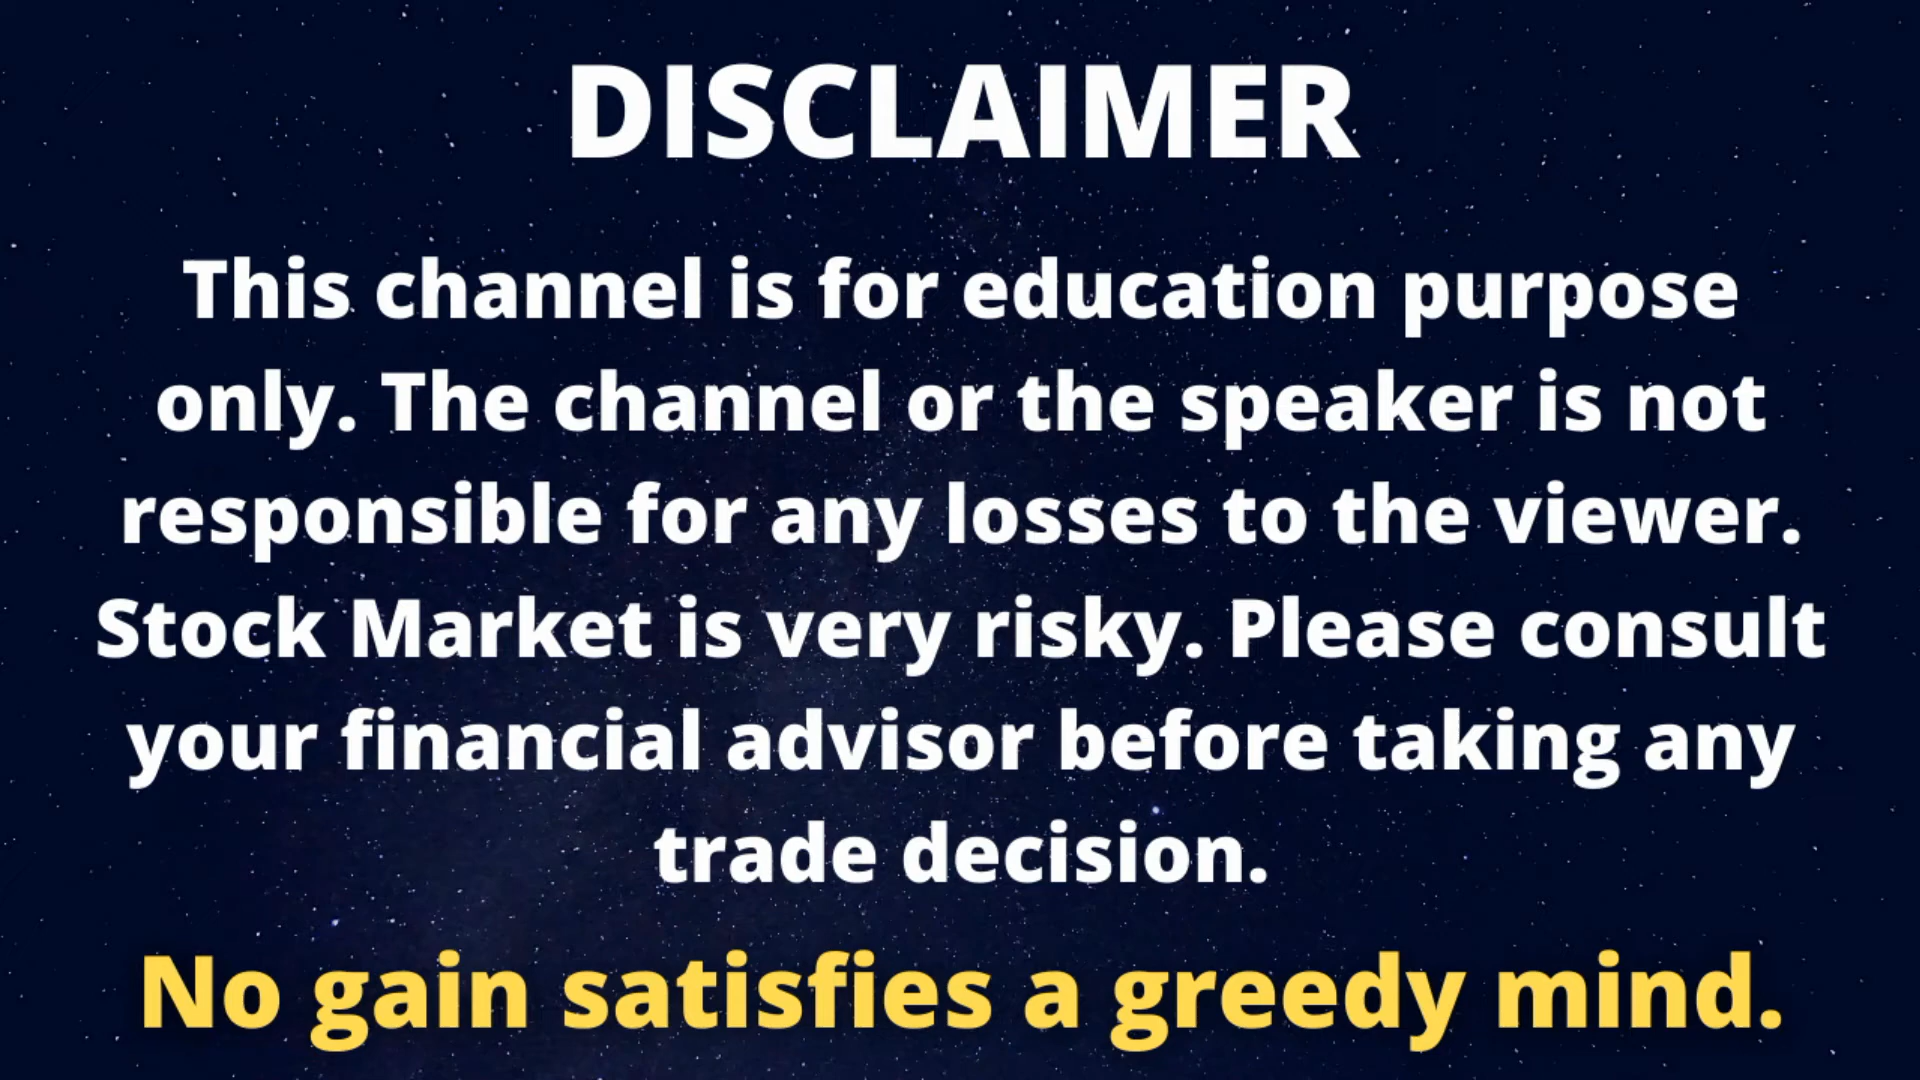 DISCLAIMER
This channel is for education purpose
only. The channel or the speaker is not
responsible for any losses to the viewer.
Stock Market is very risky. Please consult
your financial advisor before taking any
trade decision.
No gain satisfies a greedy mind.